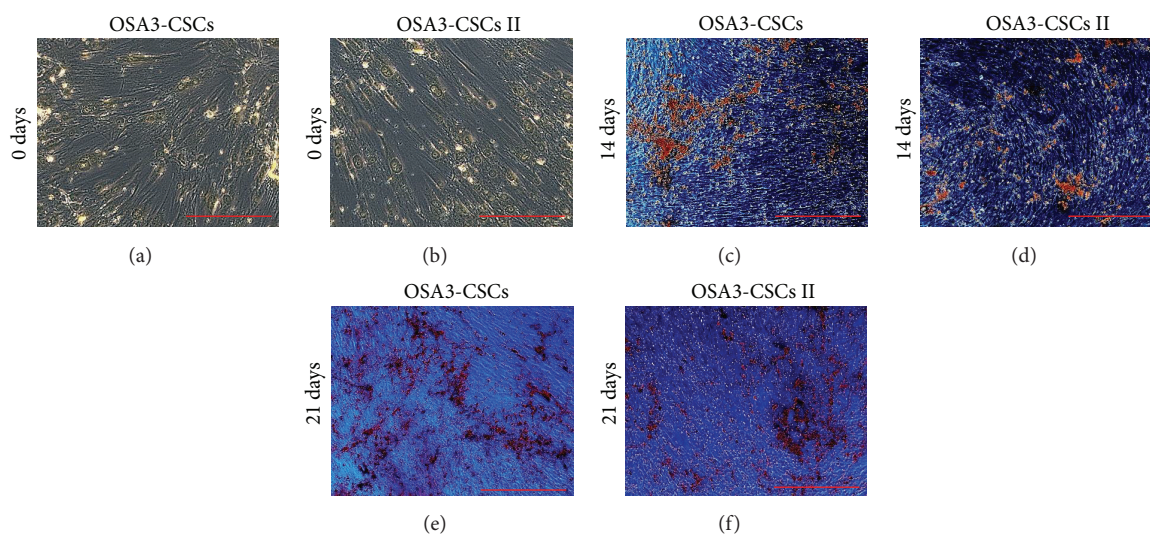 OSA3-CSCs
OSA3-CSCs II
OSA3-CSCs
OSA3-CSCs II
0 days
0 days
14 days
14 days
(a)
(b)
(c)
(d)
OSA3-CSCs
OSA3-CSCs II
21 days
21 days
(e)
(f)